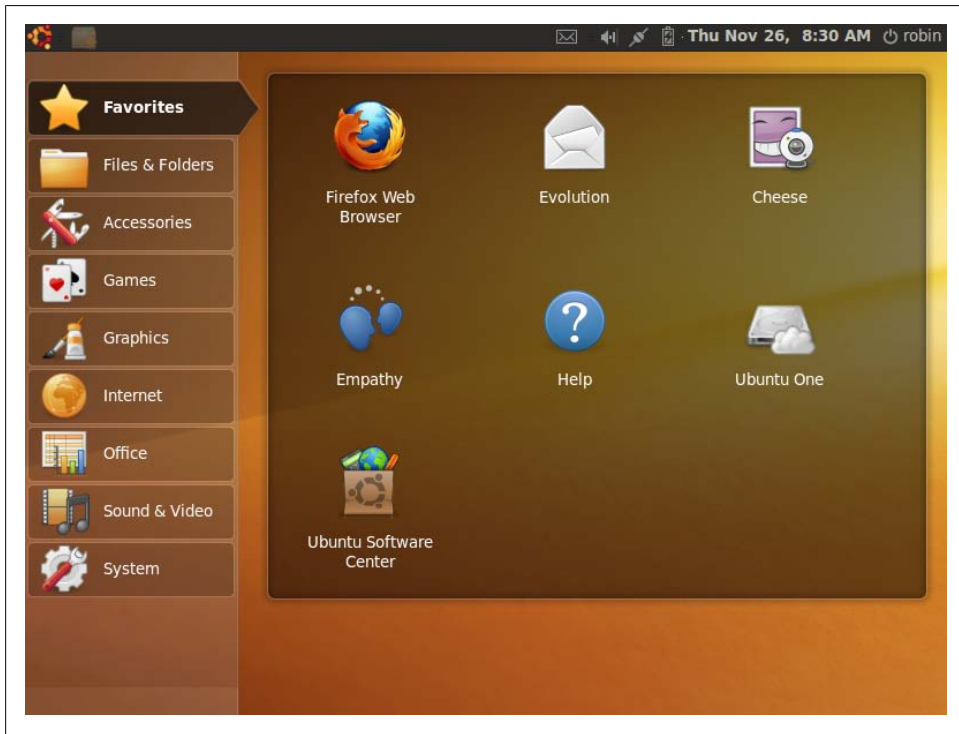 Thu Nov 26, 8:30 AM robin
Favorites
Files & Folders
Accessories
Games
Graphics
Internet
Office
Sound & Video
System
Firefox Web
Browser
Evolution
Cheese
Empathy
Help
Ubuntu One
Ubuntu Software
Center